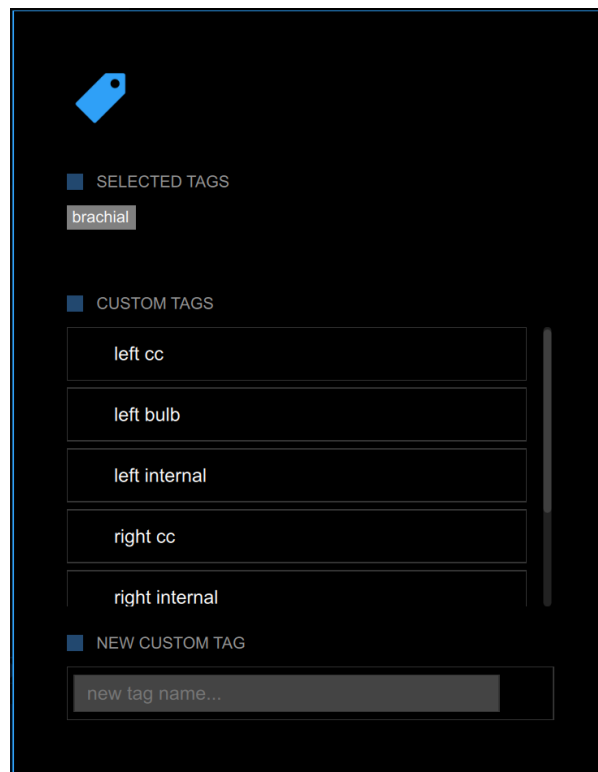 SELECTED TAGS
brachial
CUSTOM TAGS
left cc
left bulb
left internal
right cc
right internal
NEW CUSTOM TAG
new tag name...